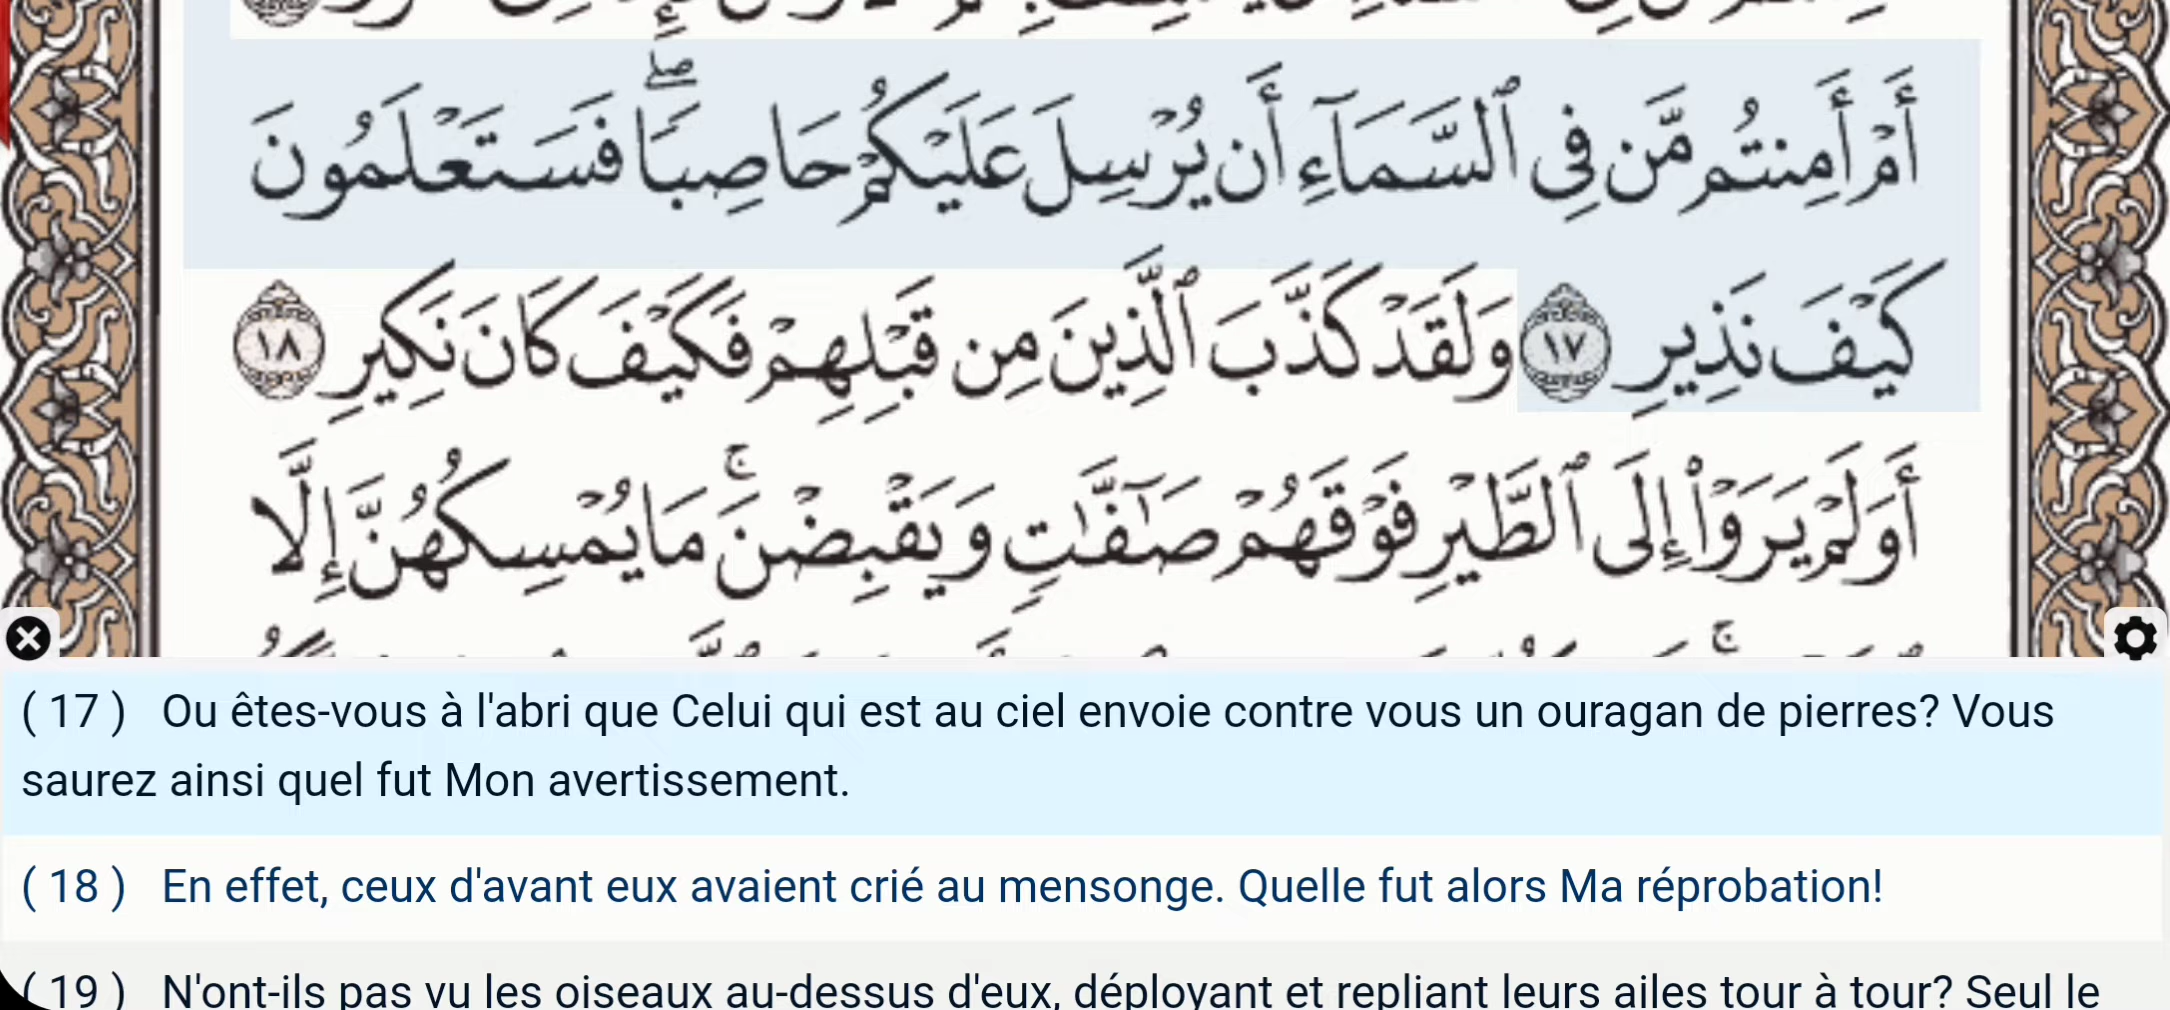 أَمْ أَمِنتُم مَّن فِى ٱلسَّمَآءِ أَن يُرْسِلَ عَلَيْكُمْ حَاصِبًا ۖ فَسَتَعْلَمُونَ
كَيْفَ نَذِيرِ ١٧ وَلَقَدْ كَذَّبَ ٱلَّذِينَ مِن قَبْلِهِمْ فَكَيْفَ كَانَ نَكِيرِ ١٨
أَوَلَمْ يَرَوْا۟ إِلَى ٱلطَّيْرِ فَوْقَهُمْ صَـٰٓفَّـٰتٍ وَيَقْبِضْنَ ۚ مَا يُمْسِكُهُنَّ إِلَّا
( 17 ) Ou êtes-vous à l'abri que Celui qui est au ciel envoie contre vous un ouragan de pierres? Vous
saurez ainsi quel fut Mon avertissement.
( 18 ) En effet, ceux d'avant eux avaient crié au mensonge. Quelle fut alors Ma réprobation!
( 19 ) N'ont-ils pas vu les oiseaux au-dessus d'eux, déployant et repliant leurs ailes tour à tour? Seul le